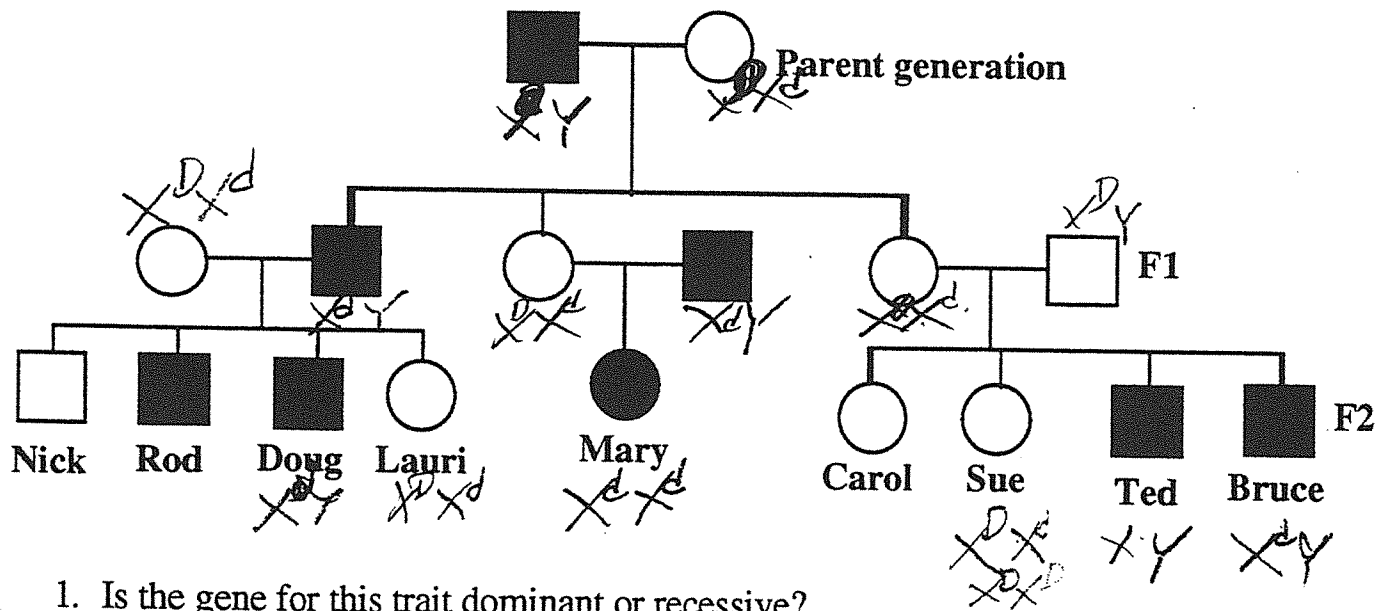 Parent generation
X Y
X X d
X D X d
X D Y
F1
X d Y
X D X d
X d Y
X X d
F2
Nick Rod Doug Lauri
Mary
Carol Sue Ted Bruce
X Y
X D X d
X d X d
X D X d
X D X D
X Y
X d Y
1. Is the gene for this trait dominant or recessive?